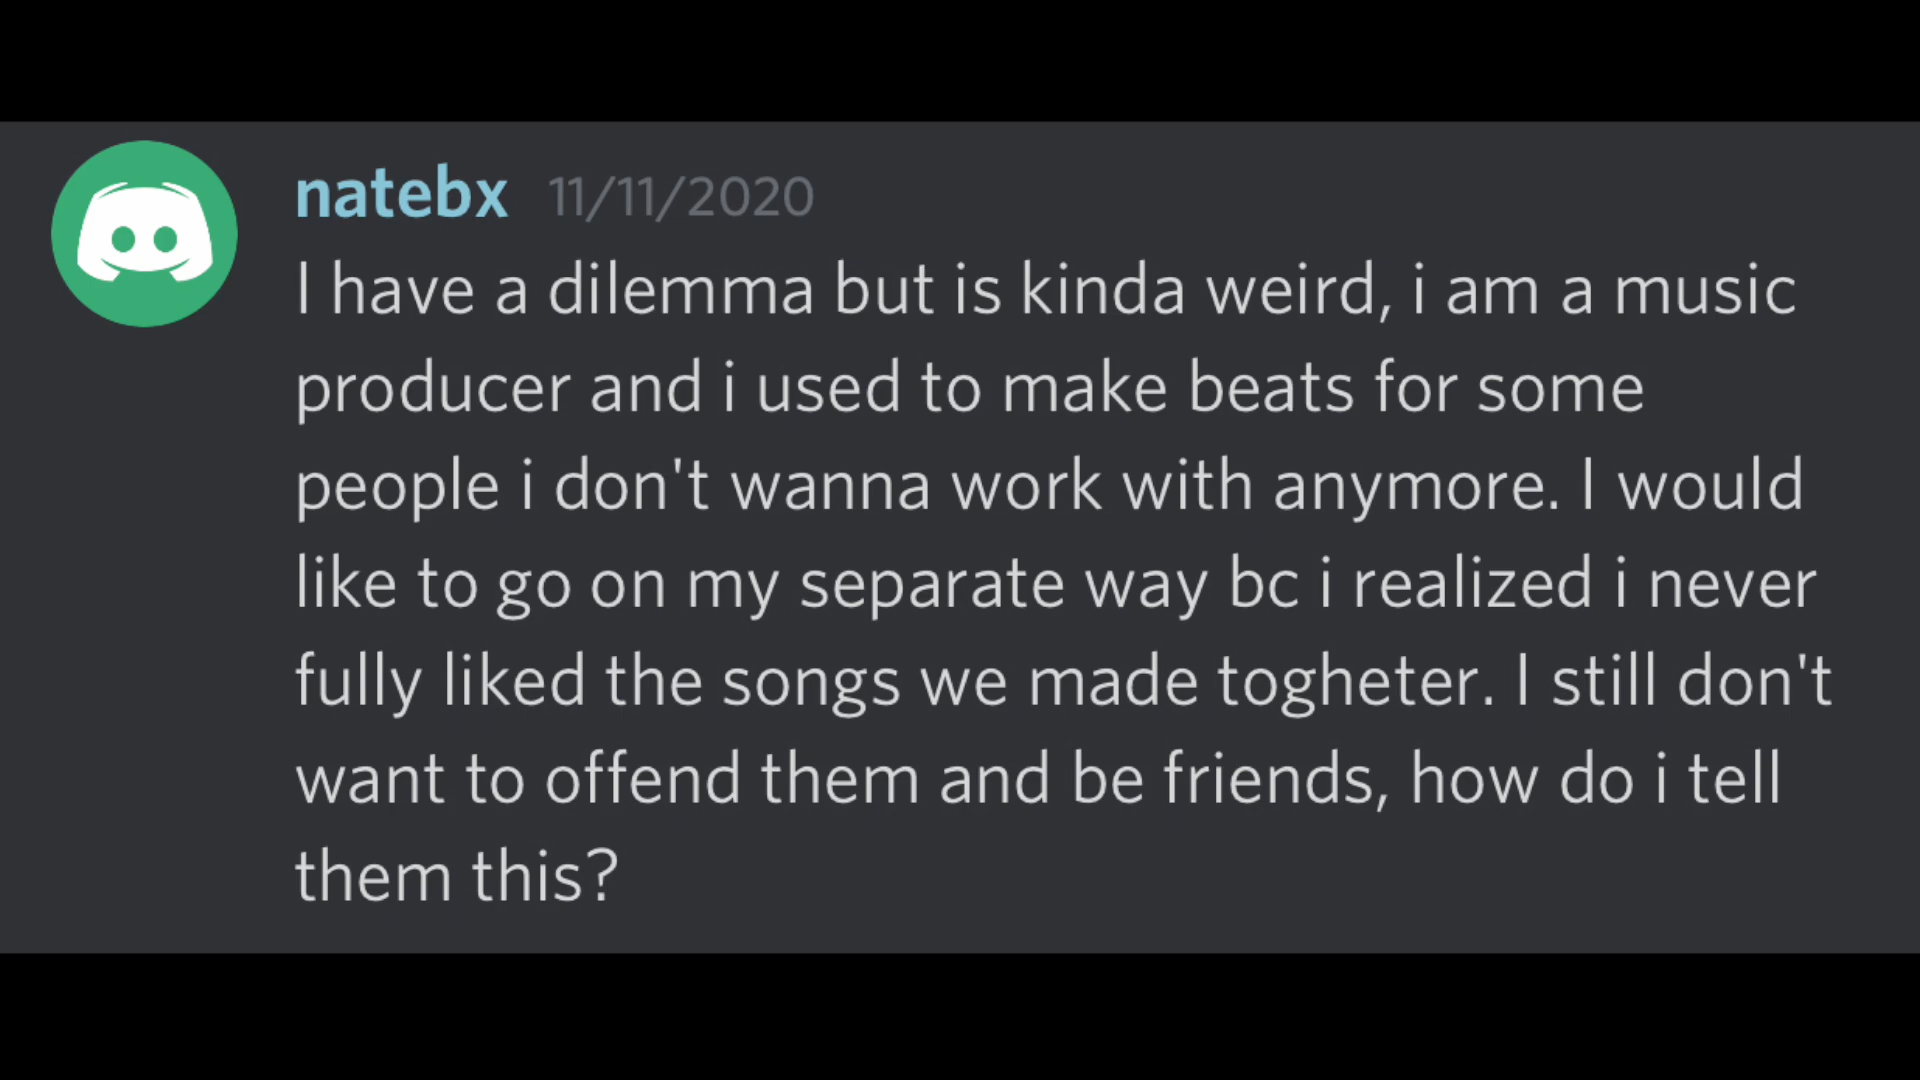 natebx 11/11/2020
I have a dilemma but is kinda weird, i am a music
producer and i used to make beats for some
people i don't wanna work with anymore. I would
like to go on my separate way bc i realized i never
fully liked the songs we made togheter. I still don't
want to offend them and be friends, how do i tell
them this?